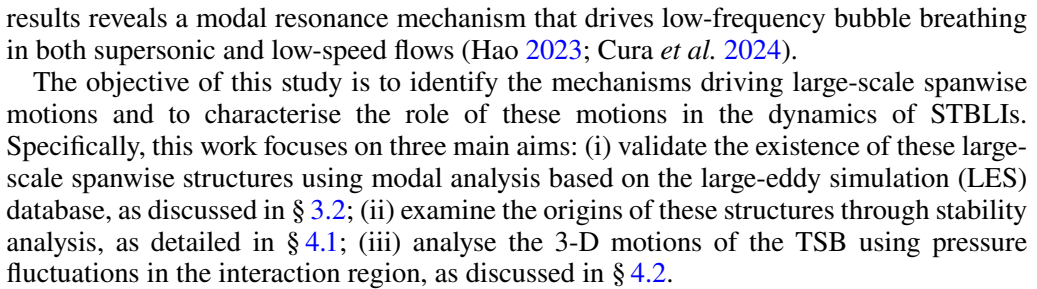 results reveals a modal resonance mechanism that drives low-frequency bubble breathing
in both supersonic and low-speed flows (Hao 2023; Cura et al. 2024).
The objective of this study is to identify the mechanisms driving large-scale spanwise
motions and to characterise the role of these motions in the dynamics of STBLIs.
Specifically, this work focuses on three main aims: (i) validate the existence of these large-
scale spanwise structures using modal analysis based on the large-eddy simulation (LES)
database, as discussed in § 3.2; (ii) examine the origins of these structures through stability
analysis, as detailed in § 4.1; (iii) analyse the 3-D motions of the TSB using pressure
fluctuations in the interaction region, as discussed in § 4.2.